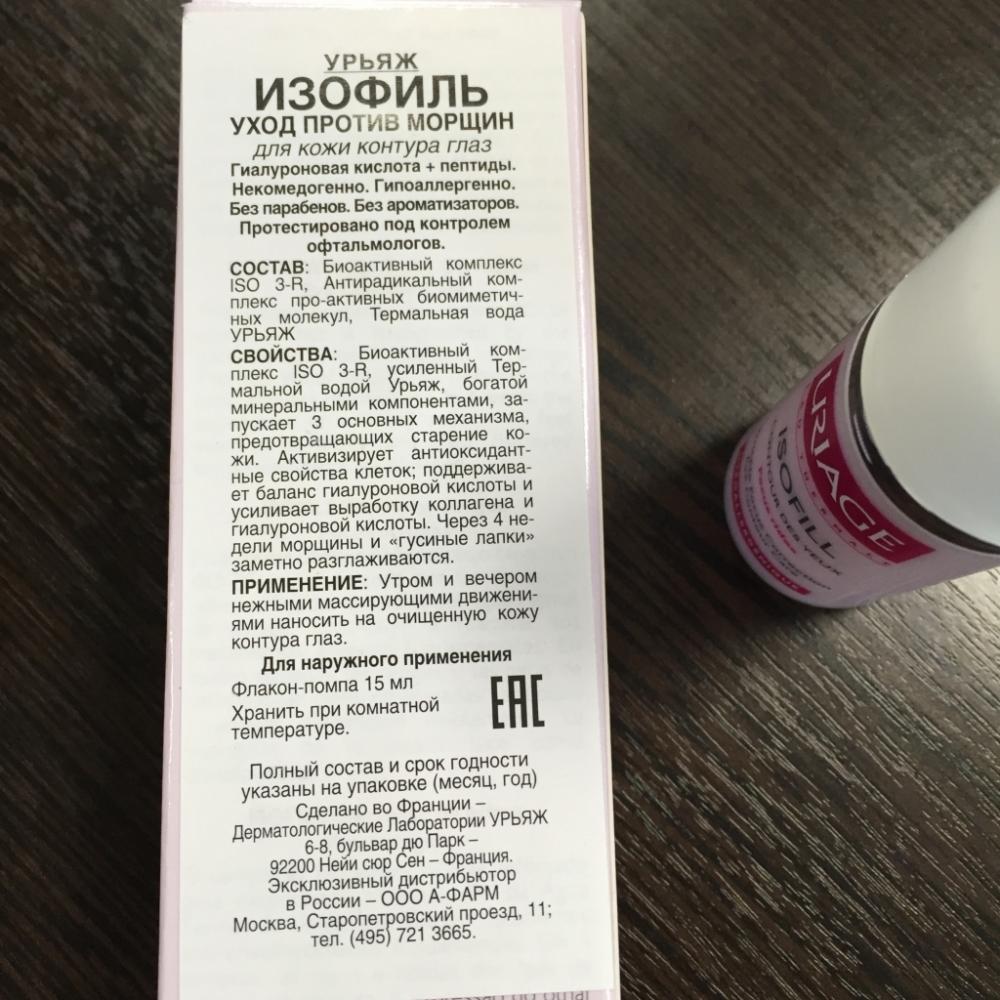 УРЬЯЖ
ИЗОФИЛЬ
УХОД ПРОТИВ МОРЩИН
для кожи контура глаз
Гиалуроновая кислота + пептиды.
Некомедогенно. Гипоаллергенно.
Без парабенов. Без ароматизаторов.
Протестировано под контролем
офтальмологов.
СОСТАВ: Биоактивный комплекс
ISO 3-R, Антирадикальный ком-
плекс про-активных биомиметич-
ных молекул, Термальная вода
УРЬЯЖ
СВОЙСТВА: Биоактивный ком-
плекс ISO 3-R, усиленный Тер-
мальной водой Урьяж, богатой
минеральными компонентами, за-
пускает 3 основных механизма,
предотвращающих старение ко-
жи. Активизирует антиоксидант-
ные свойства клеток; поддержива-
ет баланс гиалуроновой кислоты и
усиливает выработку коллагена и
гиалуроновой кислоты. Через 4 не-
дели морщины и «гусиные лапки»
заметно разглаживаются.
ПРИМЕНЕНИЕ: Утром и вечером
нежными массирующими движени-
ями наносить на очищенную кожу
контура глаз.
Для наружного применения
Флакон-помпа 15 мл
Хранить при комнатной
температуре.
EAC
Полный состав и срок годности
указаны на упаковке (месяц, год)
Сделано во Франции –
Дерматологические Лаборатории УРЬЯЖ
6-8, бульвар дю Парк –
92200 Нейи сюр Сен – Франция.
Эксклюзивный дистрибьютор
в России – ООО А-ФАРМ
Москва, Старопетровский проезд, 11;
тел. (495) 721 3665.
URIAGE
ISOFILL
CONTOUR DES YEUX